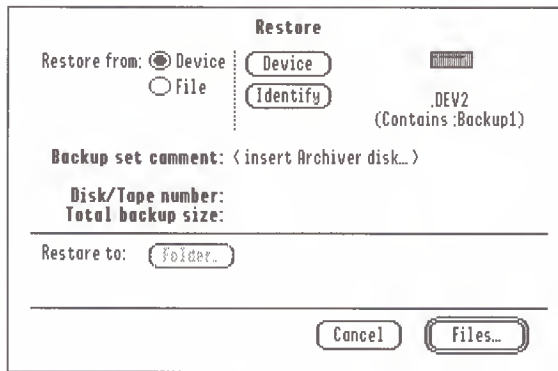 Restore
Restore from: Device
File
Device
Identify
.DEV2
(Contains :Backup1)
Backup set comment: < insert Archiver disk... >
Disk/Tape number:
Total backup size:
Restore to: Folder...
Cancel
Files...